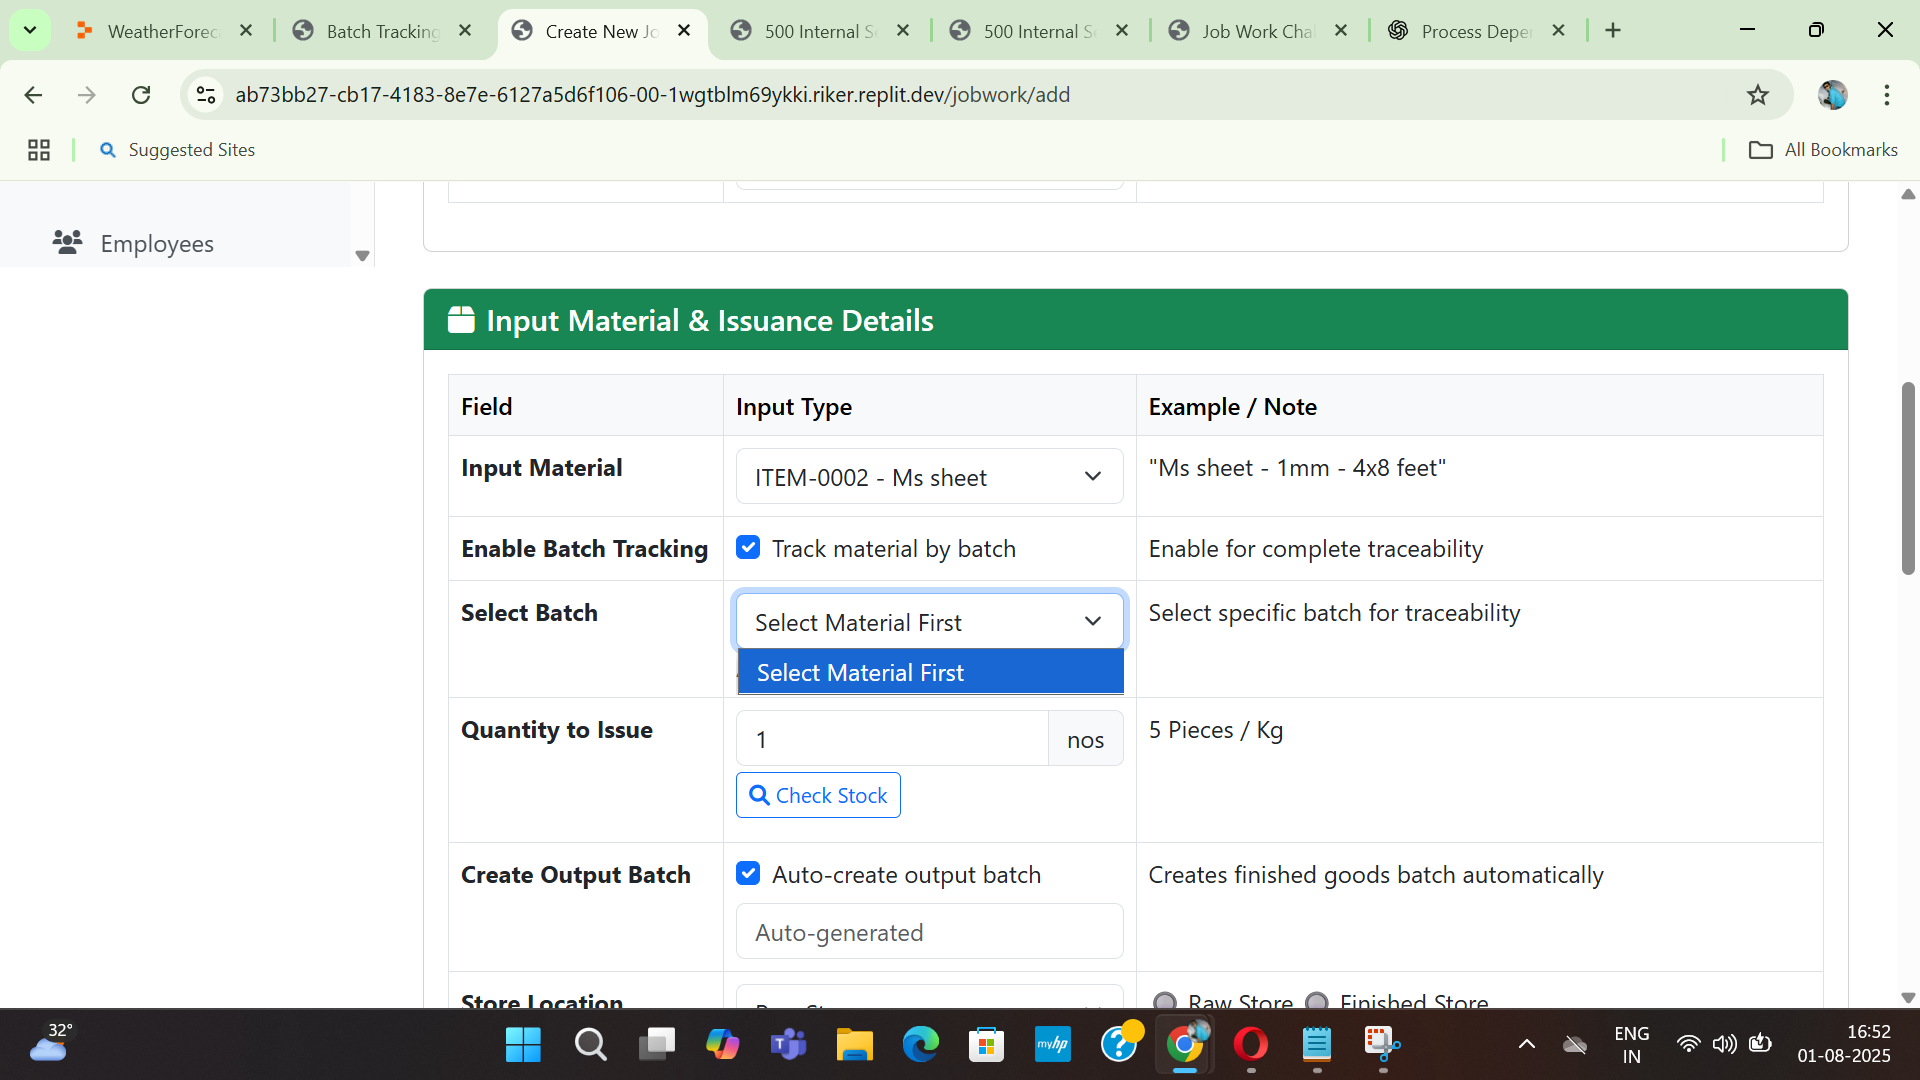 WeatherForec
Batch Tracking
Create New Jo
500 Internal Se
500 Internal Se
Job Work Chal
Process Deper
ab73bb27-cb17-4183-8e7e-6127a5d6f106-00-1wgtblm69ykki.riker.replit.dev/jobwork/add
Suggested Sites
All Bookmarks
Employees
Input Material & Issuance Details
Field
Input Type
Example / Note
Input Material
ITEM-0002 - Ms sheet
"Ms sheet - 1mm - 4x8 feet"
Enable Batch Tracking
Track material by batch
Enable for complete traceability
Select Batch
Select Material First
Select specific batch for traceability
Select Material First
Quantity to Issue
1
nos
5 Pieces / Kg
Check Stock
Create Output Batch
Auto-create output batch
Creates finished goods batch automatically
Auto-generated
Store Location
Raw Store
Finished Store
32°
myhp
ENG
IN
16:52
01-08-2025